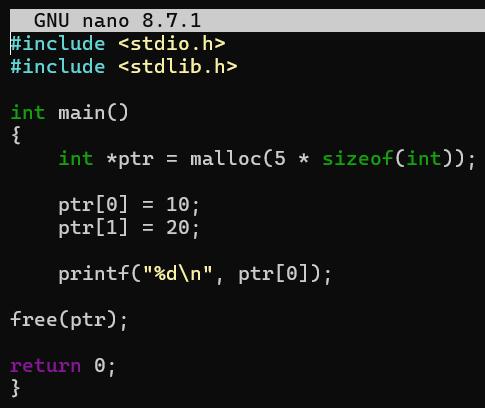 GNU nano 8.7.1
#include <stdio.h>
#include <stdlib.h>
int main()
{
    int *ptr = malloc(5 * sizeof(int));
    ptr[0] = 10;
    ptr[1] = 20;
    printf("%d\n", ptr[0]);
free(ptr);
return 0;
}